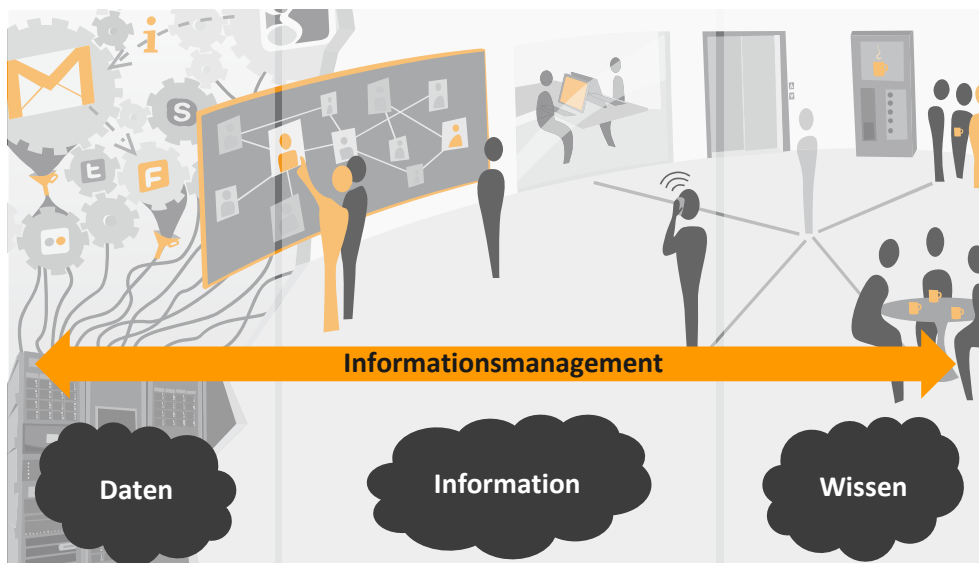 i
S
t
F
Informationsmanagement
Daten
Information
Wissen